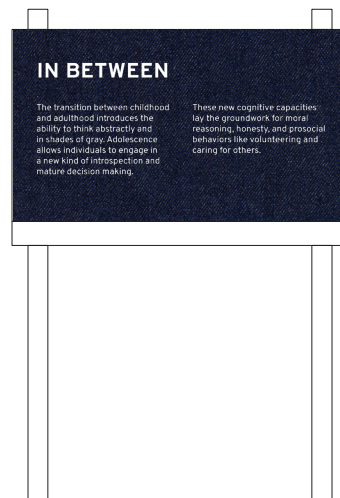 IN BETWEEN
The transition between childhood
and adulthood introduces the
ability to think abstractly and
in shades of gray. Adolescence
allows individuals to engage in
a new kind of introspection and
mature decision making.
These new cognitive capacities
lay the groundwork for moral
reasoning, honesty, and prosocial
behaviors like volunteering and
caring for others.